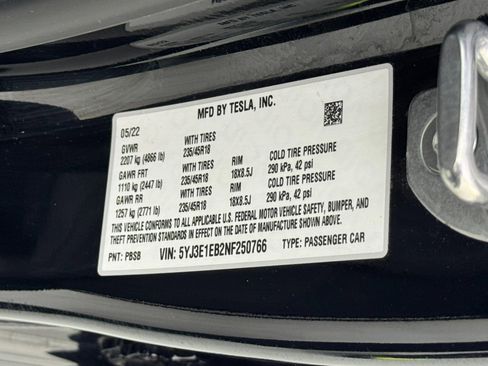 MFD BY TESLA, INC.
05/22
GVWR WITH TIRES
2207 kg (4866 lb) 235/45R18 RIM COLD TIRE PRESSURE
GAWR FRT WITH TIRES 18X8.5J 290 kPa, 42 psi
1110 kg (2447 lb) 235/45R18 RIM COLD TIRE PRESSURE
GAWR RR WITH TIRES 18X8.5J 290 kPa, 42 psi
1257 kg (2771 lb) 235/45R18
THIS VEHICLE CONFORMS TO ALL APPLICABLE U.S. FEDERAL MOTOR VEHICLE SAFETY, BUMPER, AND
THEFT PREVENTION STANDARDS IN EFFECT ON THE DATE OF MANUFACTURE SHOWN ABOVE.
PNT: PBSB VIN: 5YJ3E1EB2NF250766 TYPE: PASSENGER CAR